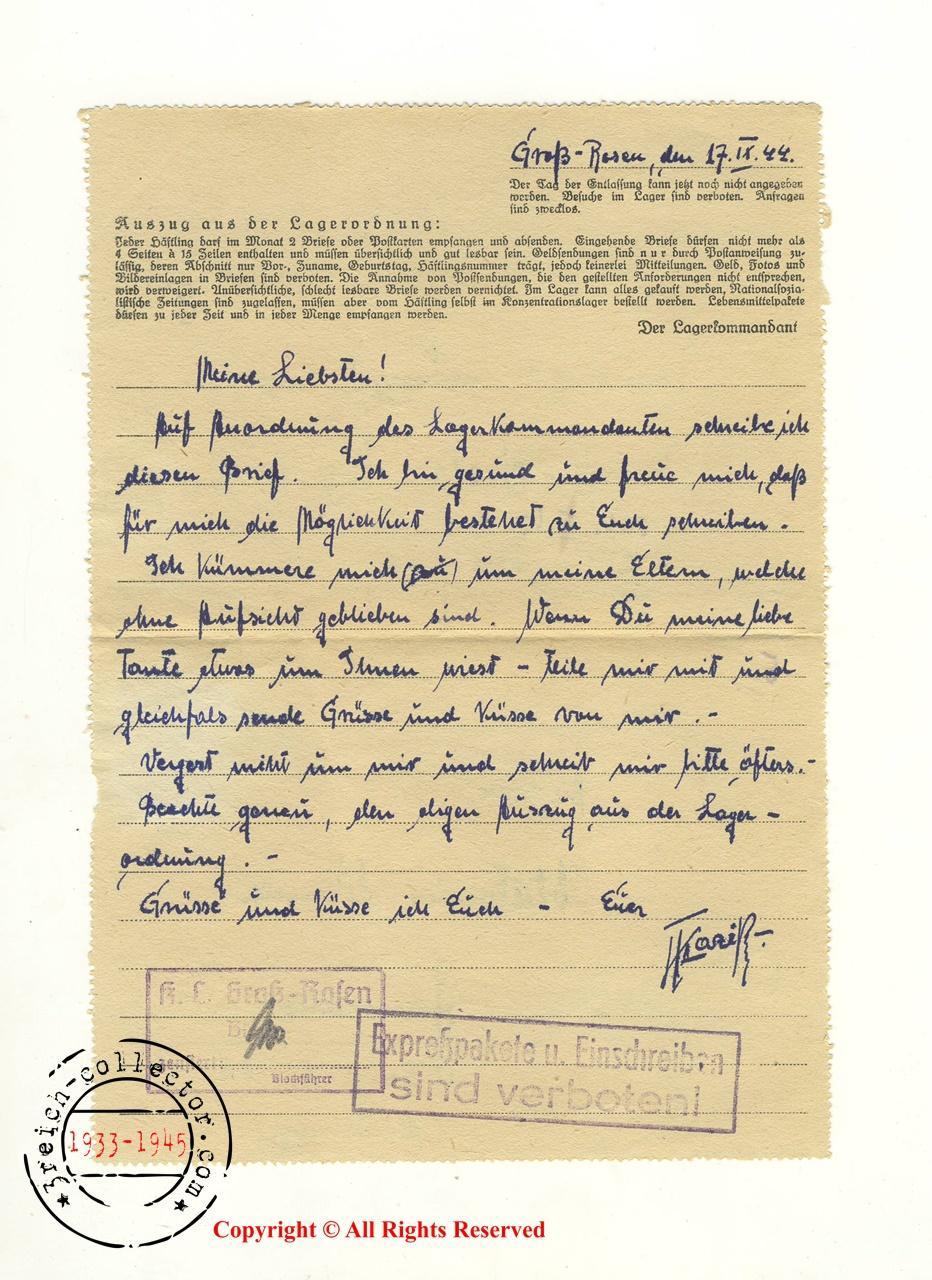 Groß-Rosen, den 17.IX.44.
Der Tag der Entlassung kann jetzt noch nicht angegeben
werden. Besuche im Lager sind verboten. Anfragen
sind zwecklos.
Auszug aus der Lagerordnung:
Jeder Häftling darf im Monat 2 Briefe oder Postkarten empfangen und absenden. Eingehende Briefe dürfen nicht mehr als
4 Seiten à 15 Zeilen enthalten und müssen übersichtlich und gut lesbar sein. Geldsendungen sind nur durch Postanweisung zu-
lässig, deren Abschnitt nur Vor-, Zuname, Geburtstag, Häftlingsnummer trägt, jedoch keinerlei Mitteilungen. Geld, Fotos und
Bildereinlagen in Briefen sind verboten. Die Annahme von Postsendungen, die den gestellten Anforderungen nicht entsprechen,
wird verweigert. Unübersichtliche, schlecht lesbare Briefe werden vernichtet. Im Lager kann alles gekauft werden, Nationalsozia-
listische Zeitungen sind zugelassen, müssen aber vom Häftling selbst im Konzentrationslager bestellt werden. Lebensmittelpakete
dürfen zu jeder Zeit und in jeder Menge empfangen werden.
Der Lagerkommandant
Meine Liebsten!
Auf Anordnung des Lagerkommandanten schreibe ich
diesen Brief. Ich bin gesund und freue mich, daß
für mich die Möglichkeit bestehet zu Euch schreiben.
Ich kümmere mich um meine Eltern, welche
ohne Aufsicht geblieben sind. Wenn Du meine liebe
Tante etwas um Ihnen wiest - teile mir mit und
gleichfals sende Grüsse und Küsse von mir.-
Vergest nicht um mir und schreib mir bitte öfters.-
Beachte genau, den Auszug aus der Lager-
ordnung.-
Grüsse und Küsse ich Euch - Euer
K. L. Groß-Rosen
Blockführer
Expreßpakete u. Einschreiben
sind verboten!
3reich-collector.com
1933-1945
Copyright © All Rights Reserved